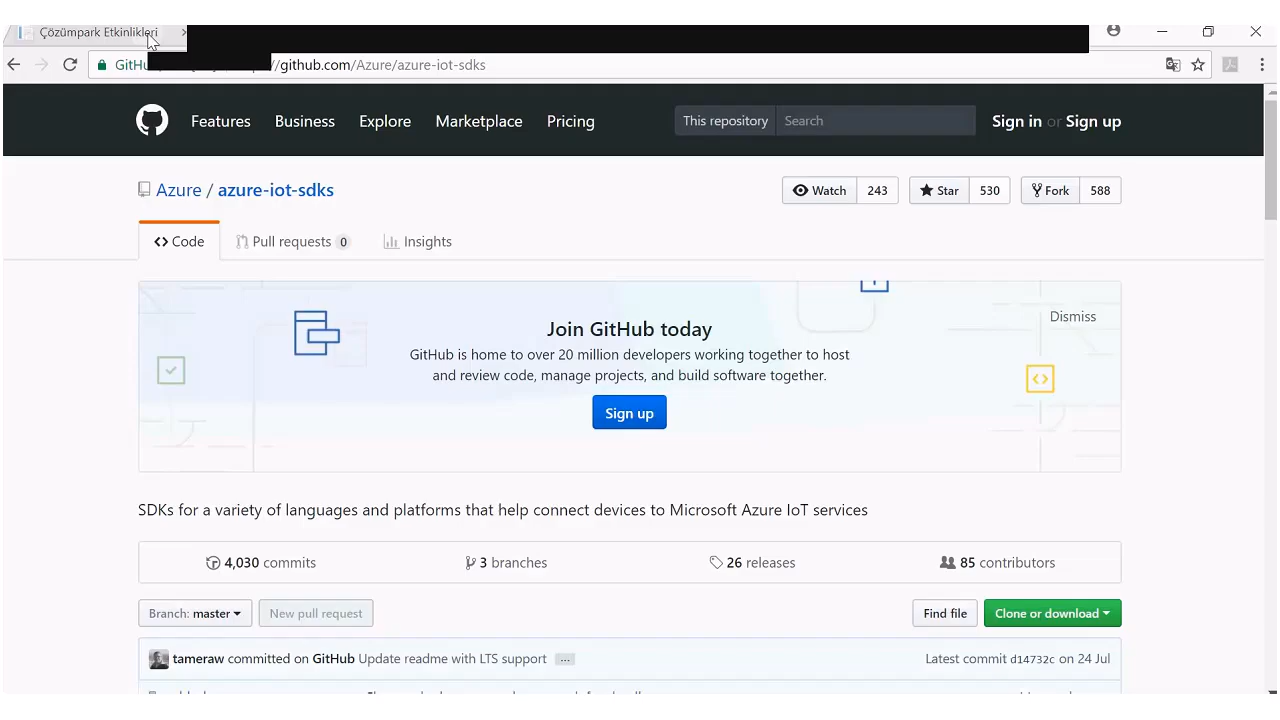 Çözümpark Etkinlikleri
GitHu
/github.com/Azure/azure-iot-sdks
Features Business Explore Marketplace Pricing This repository Search Sign in or Sign up
Azure / azure-iot-sdks Watch 243 Star 530 Fork 588
Code Pull requests 0 Insights
Dismiss
Join GitHub today
GitHub is home to over 20 million developers working together to host
and review code, manage projects, and build software together.
Sign up
SDKs for a variety of languages and platforms that help connect devices to Microsoft Azure IoT services
4,030 commits 3 branches 26 releases 85 contributors
Branch: master New pull request Find file Clone or download
tameraw committed on GitHub Update readme with LTS support ... Latest commit d14732c on 24 Jul